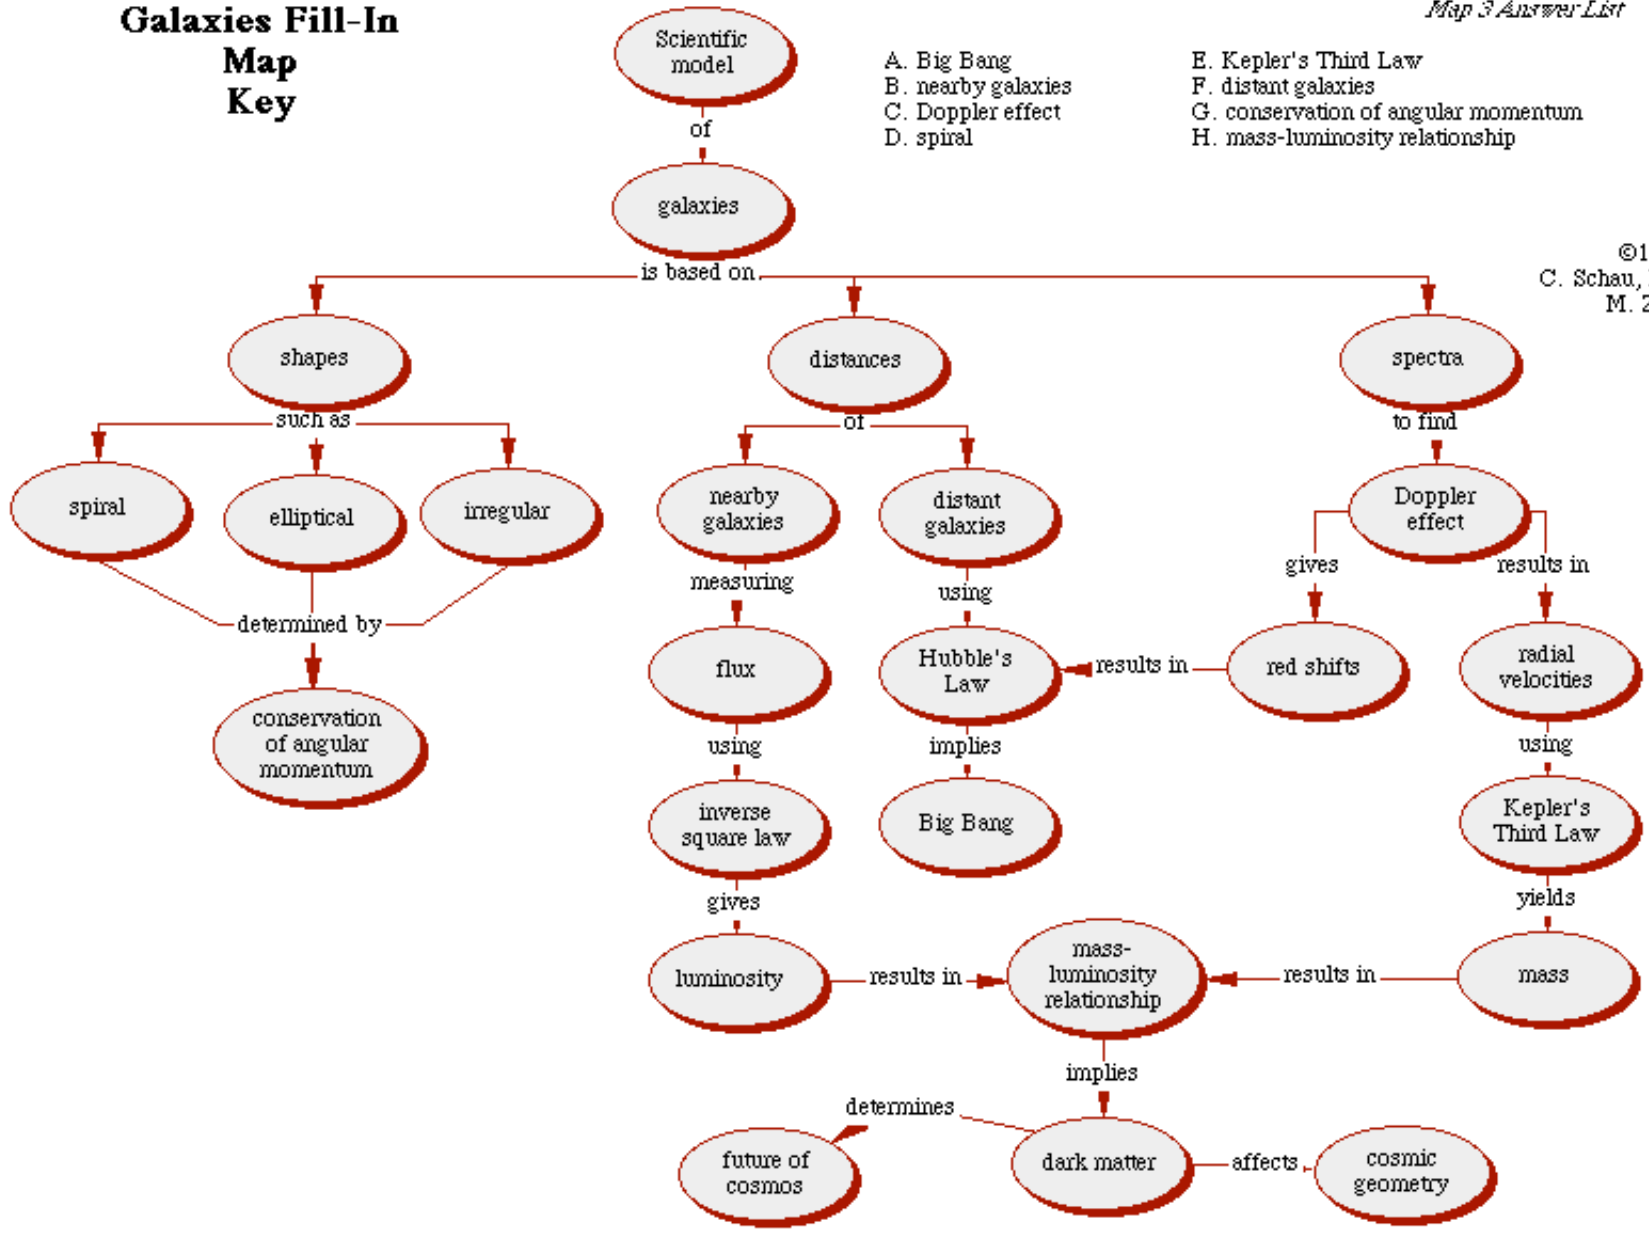 Galaxies Fill-In
Map
Key
Map 3 Answer List
A. Big Bang
B. nearby galaxies
C. Doppler effect
D. spiral
E. Kepler's Third Law
F. distant galaxies
G. conservation of angular momentum
H. mass-luminosity relationship
©1
C. Schau,
M. 2
Scientific
model
of
galaxies
is based on
shapes
distances
spectra
such as
of
to find
spiral
elliptical
irregular
nearby
galaxies
distant
galaxies
Doppler
effect
measuring
using
gives
results in
determined by
flux
Hubble's
Law
results in
red shifts
radial
velocities
conservation
of angular
momentum
using
implies
using
inverse
square law
Big Bang
Kepler's
Third Law
gives
yields
luminosity
results in
mass-
luminosity
relationship
results in
mass
implies
determines
future of
cosmos
dark matter
affects
cosmic
geometry